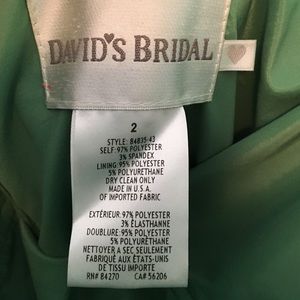 DAVID'S BRIDAL
2
STYLE: 84835-43
SELF: 97% POLYESTER
3% SPANDEX
LINING: 95% POLYESTER
5% POLYURETHANE
DRY CLEAN ONLY
MADE IN U.S.A.
OF IMPORTED FABRIC
EXTÉRIEUR: 97% POLYESTER
3% ÉLASTHANNE
DOUBLURE: 95% POLYESTER
5% POLYURÉTHANE
NETTOYER A SEC SEULEMENT
FABRIQUÉ AUX ÉTATS-UNIS
DE TISSU IMPORTE
RN# 84270 CA# 56206